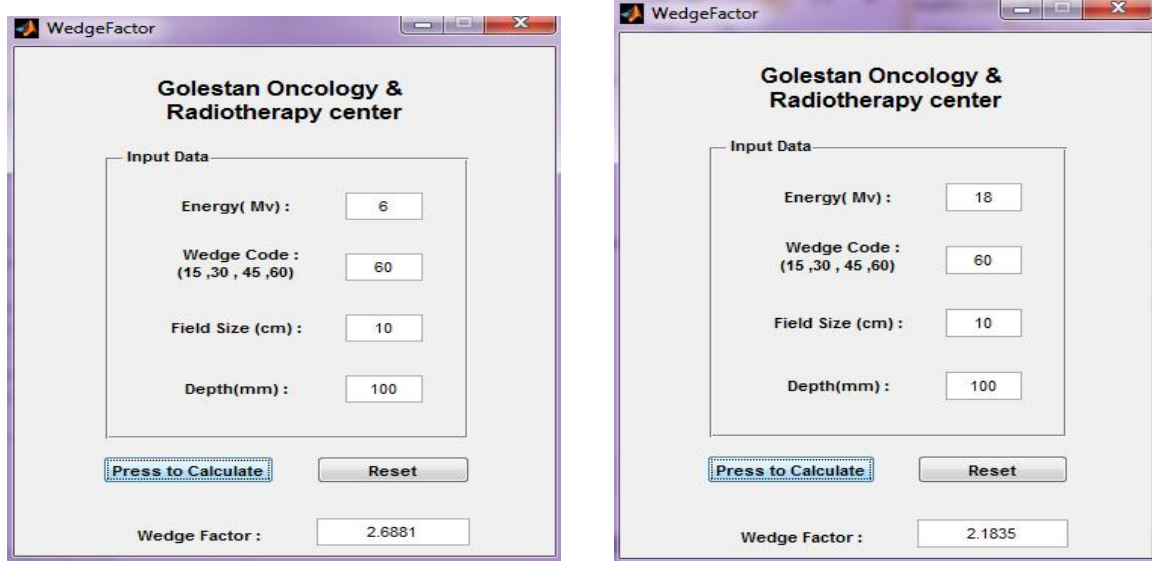 WedgeFactor
Golestan Oncology &
Radiotherapy center
Input Data
Energy( Mv) : 6
Wedge Code :
(15 ,30 , 45 ,60) 60
Field Size (cm) : 10
Depth(mm) : 100
Press to Calculate Reset
Wedge Factor : 2.6881
WedgeFactor
Golestan Oncology &
Radiotherapy center
Input Data
Energy( Mv) : 18
Wedge Code :
(15 ,30 , 45 ,60) 60
Field Size (cm) : 10
Depth(mm) : 100
Press to Calculate Reset
Wedge Factor : 2.1835